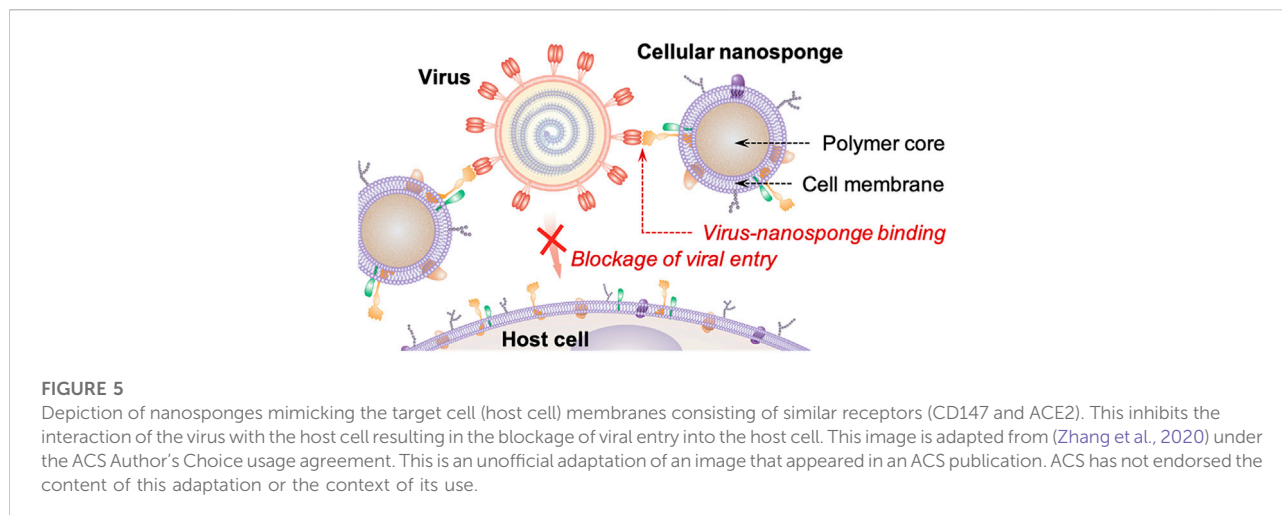 Cellular nanosponge
Virus
Polymer core
Cell membrane
Virus-nanosponge binding
Blockage of viral entry
Host cell
FIGURE 5
Depiction of nanosponges mimicking the target cell (host cell) membranes consisting of similar receptors (CD147 and ACE2). This inhibits the
interaction of the virus with the host cell resulting in the blockage of viral entry into the host cell. This image is adapted from (Zhang et al., 2020) under
the ACS Author’s Choice usage agreement. This is an unofficial adaptation of an image that appeared in an ACS publication. ACS has not endorsed the
content of this adaptation or the context of its use.